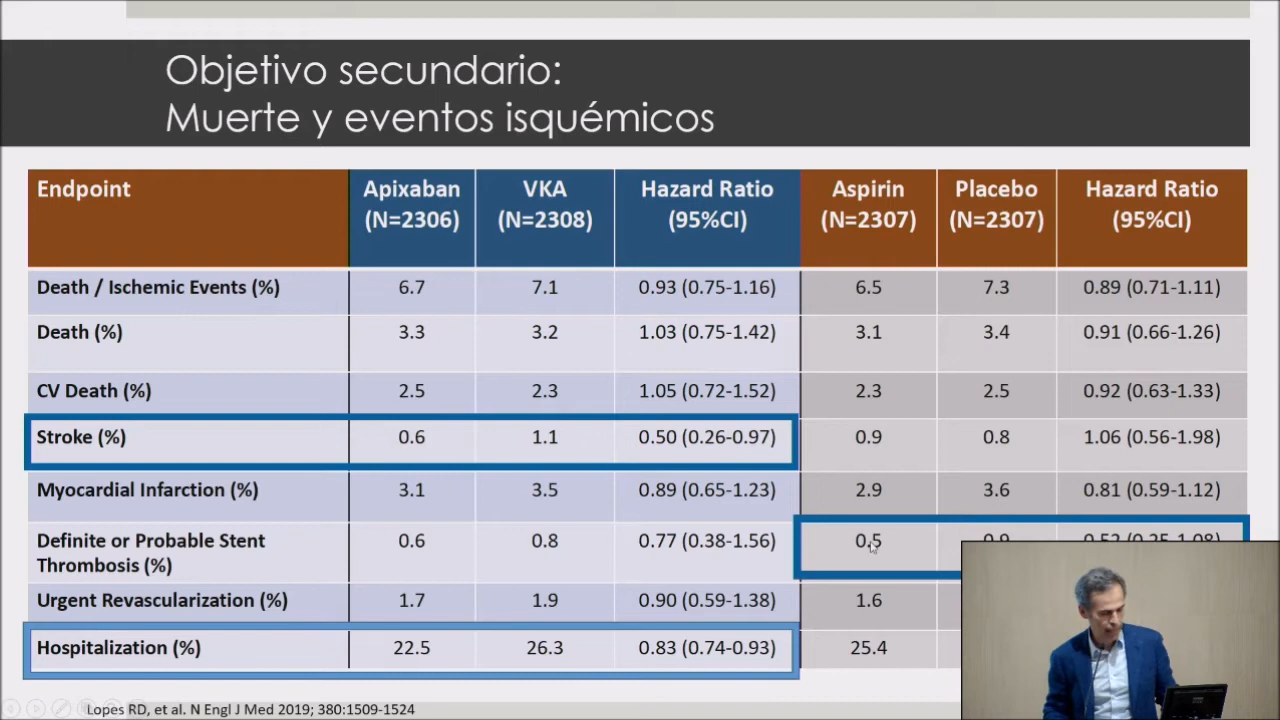 Objetivo secundario:
Muerte y eventos isquémicos
Endpoint Apixaban VKA Hazard Ratio Aspirin Placebo Hazard Ratio
(N=2306) (N=2308) (95%CI) (N=2307) (N=2307) (95%CI)
Death / Ischemic Events (%) 6.7 7.1 0.93 (0.75-1.16) 6.5 7.3 0.89 (0.71-1.11)
Death (%) 3.3 3.2 1.03 (0.75-1.42) 3.1 3.4 0.91 (0.66-1.26)
CV Death (%) 2.5 2.3 1.05 (0.72-1.52) 2.3 2.5 0.92 (0.63-1.33)
Stroke (%) 0.6 1.1 0.50 (0.26-0.97) 0.9 0.8 1.06 (0.56-1.98)
Myocardial Infarction (%) 3.1 3.5 0.89 (0.65-1.23) 2.9 3.6 0.81 (0.59-1.12)
Definite or Probable Stent 0.6 0.8 0.77 (0.38-1.56) 0.5
Thrombosis (%)
Urgent Revascularization (%) 1.7 1.9 0.90 (0.59-1.38) 1.6
Hospitalization (%) 22.5 26.3 0.83 (0.74-0.93) 25.4
Lopes RD, et al. N Engl J Med 2019; 380:1509-1524